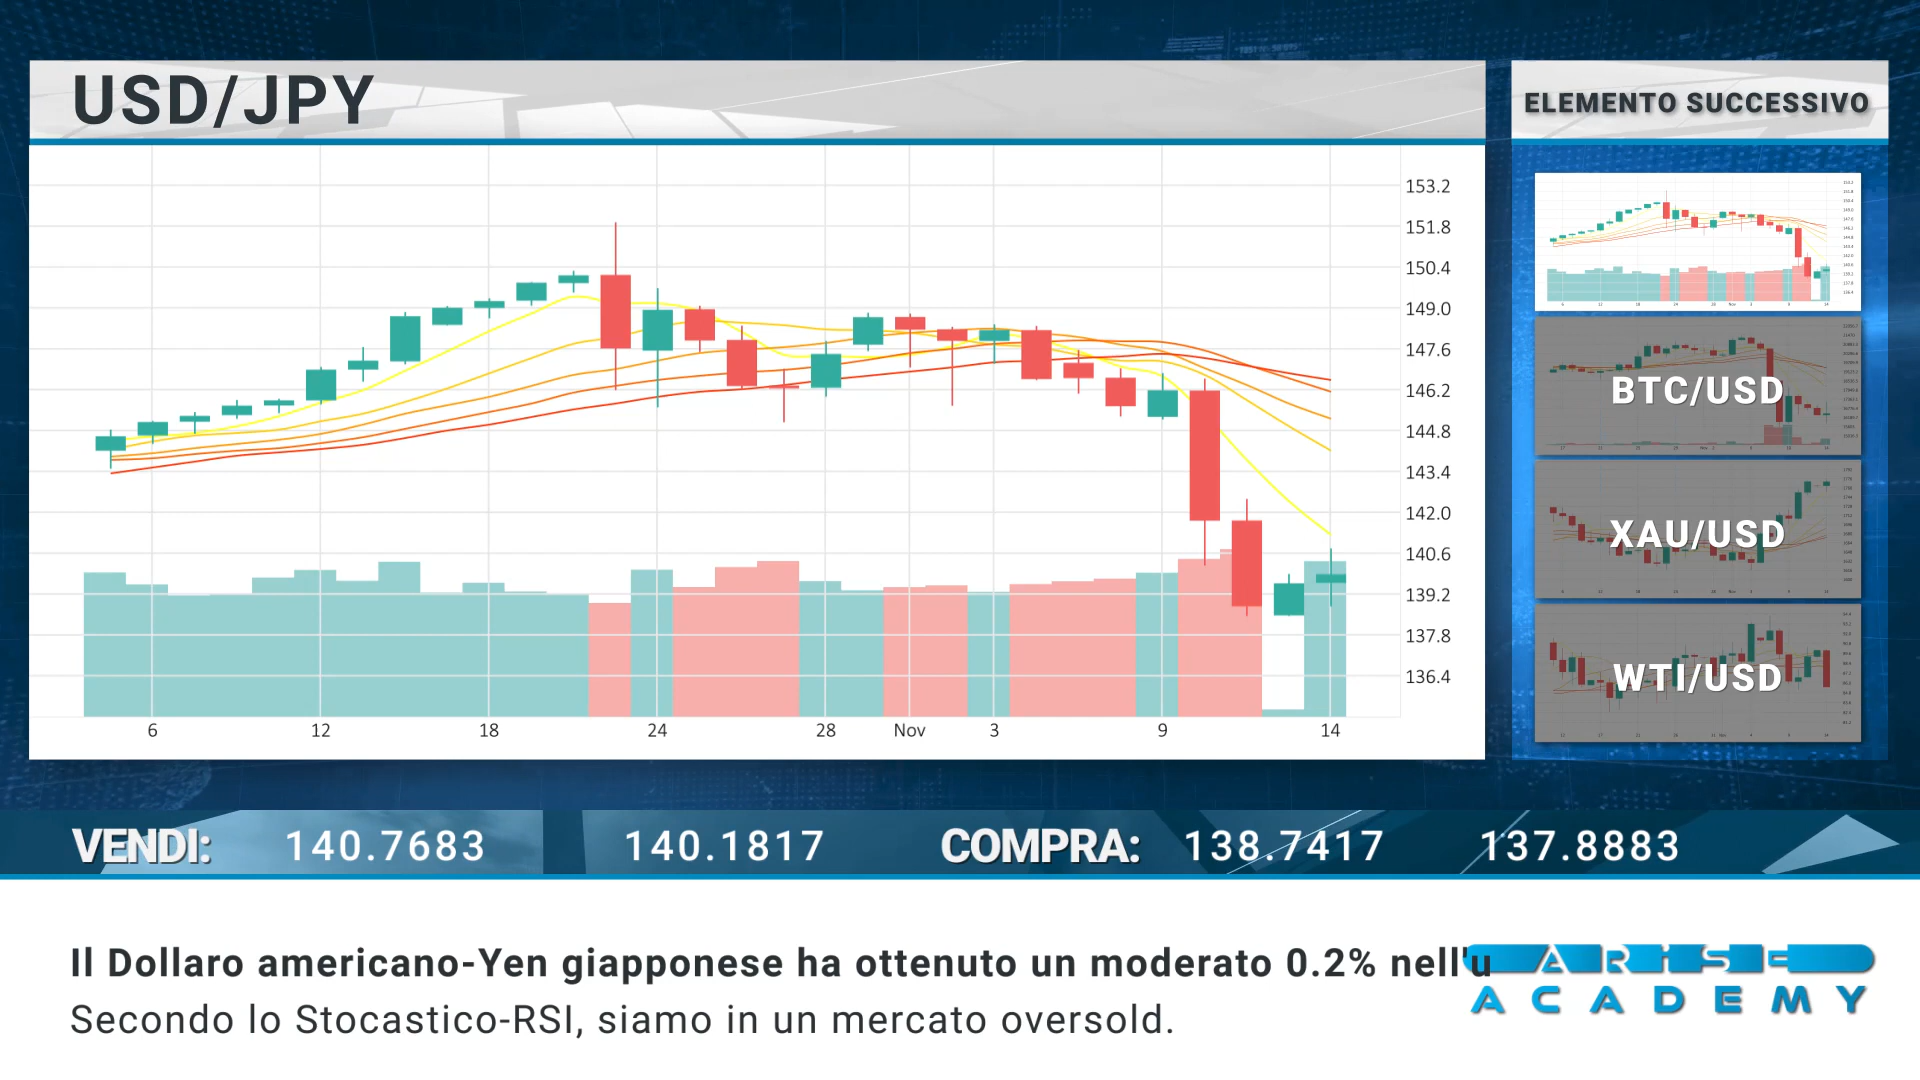 USD/JPY
ELEMENTO SUCCESSIVO
153.2
151.8
150.4
149.0
147.6
146.2
144.8
143.4
142.0
140.6
139.2
137.8
136.4
6 12 18 24 28 Nov 3 9 14
BTC/USD
XAU/USD
WTI/USD
VENDI: 140.7683 140.1817 COMPRA: 138.7417 137.8883
Il Dollaro americano-Yen giapponese ha ottenuto un moderato 0.2% nell'u
Secondo lo Stocastico-RSI, siamo in un mercato oversold.
ARISE
ACADEMY